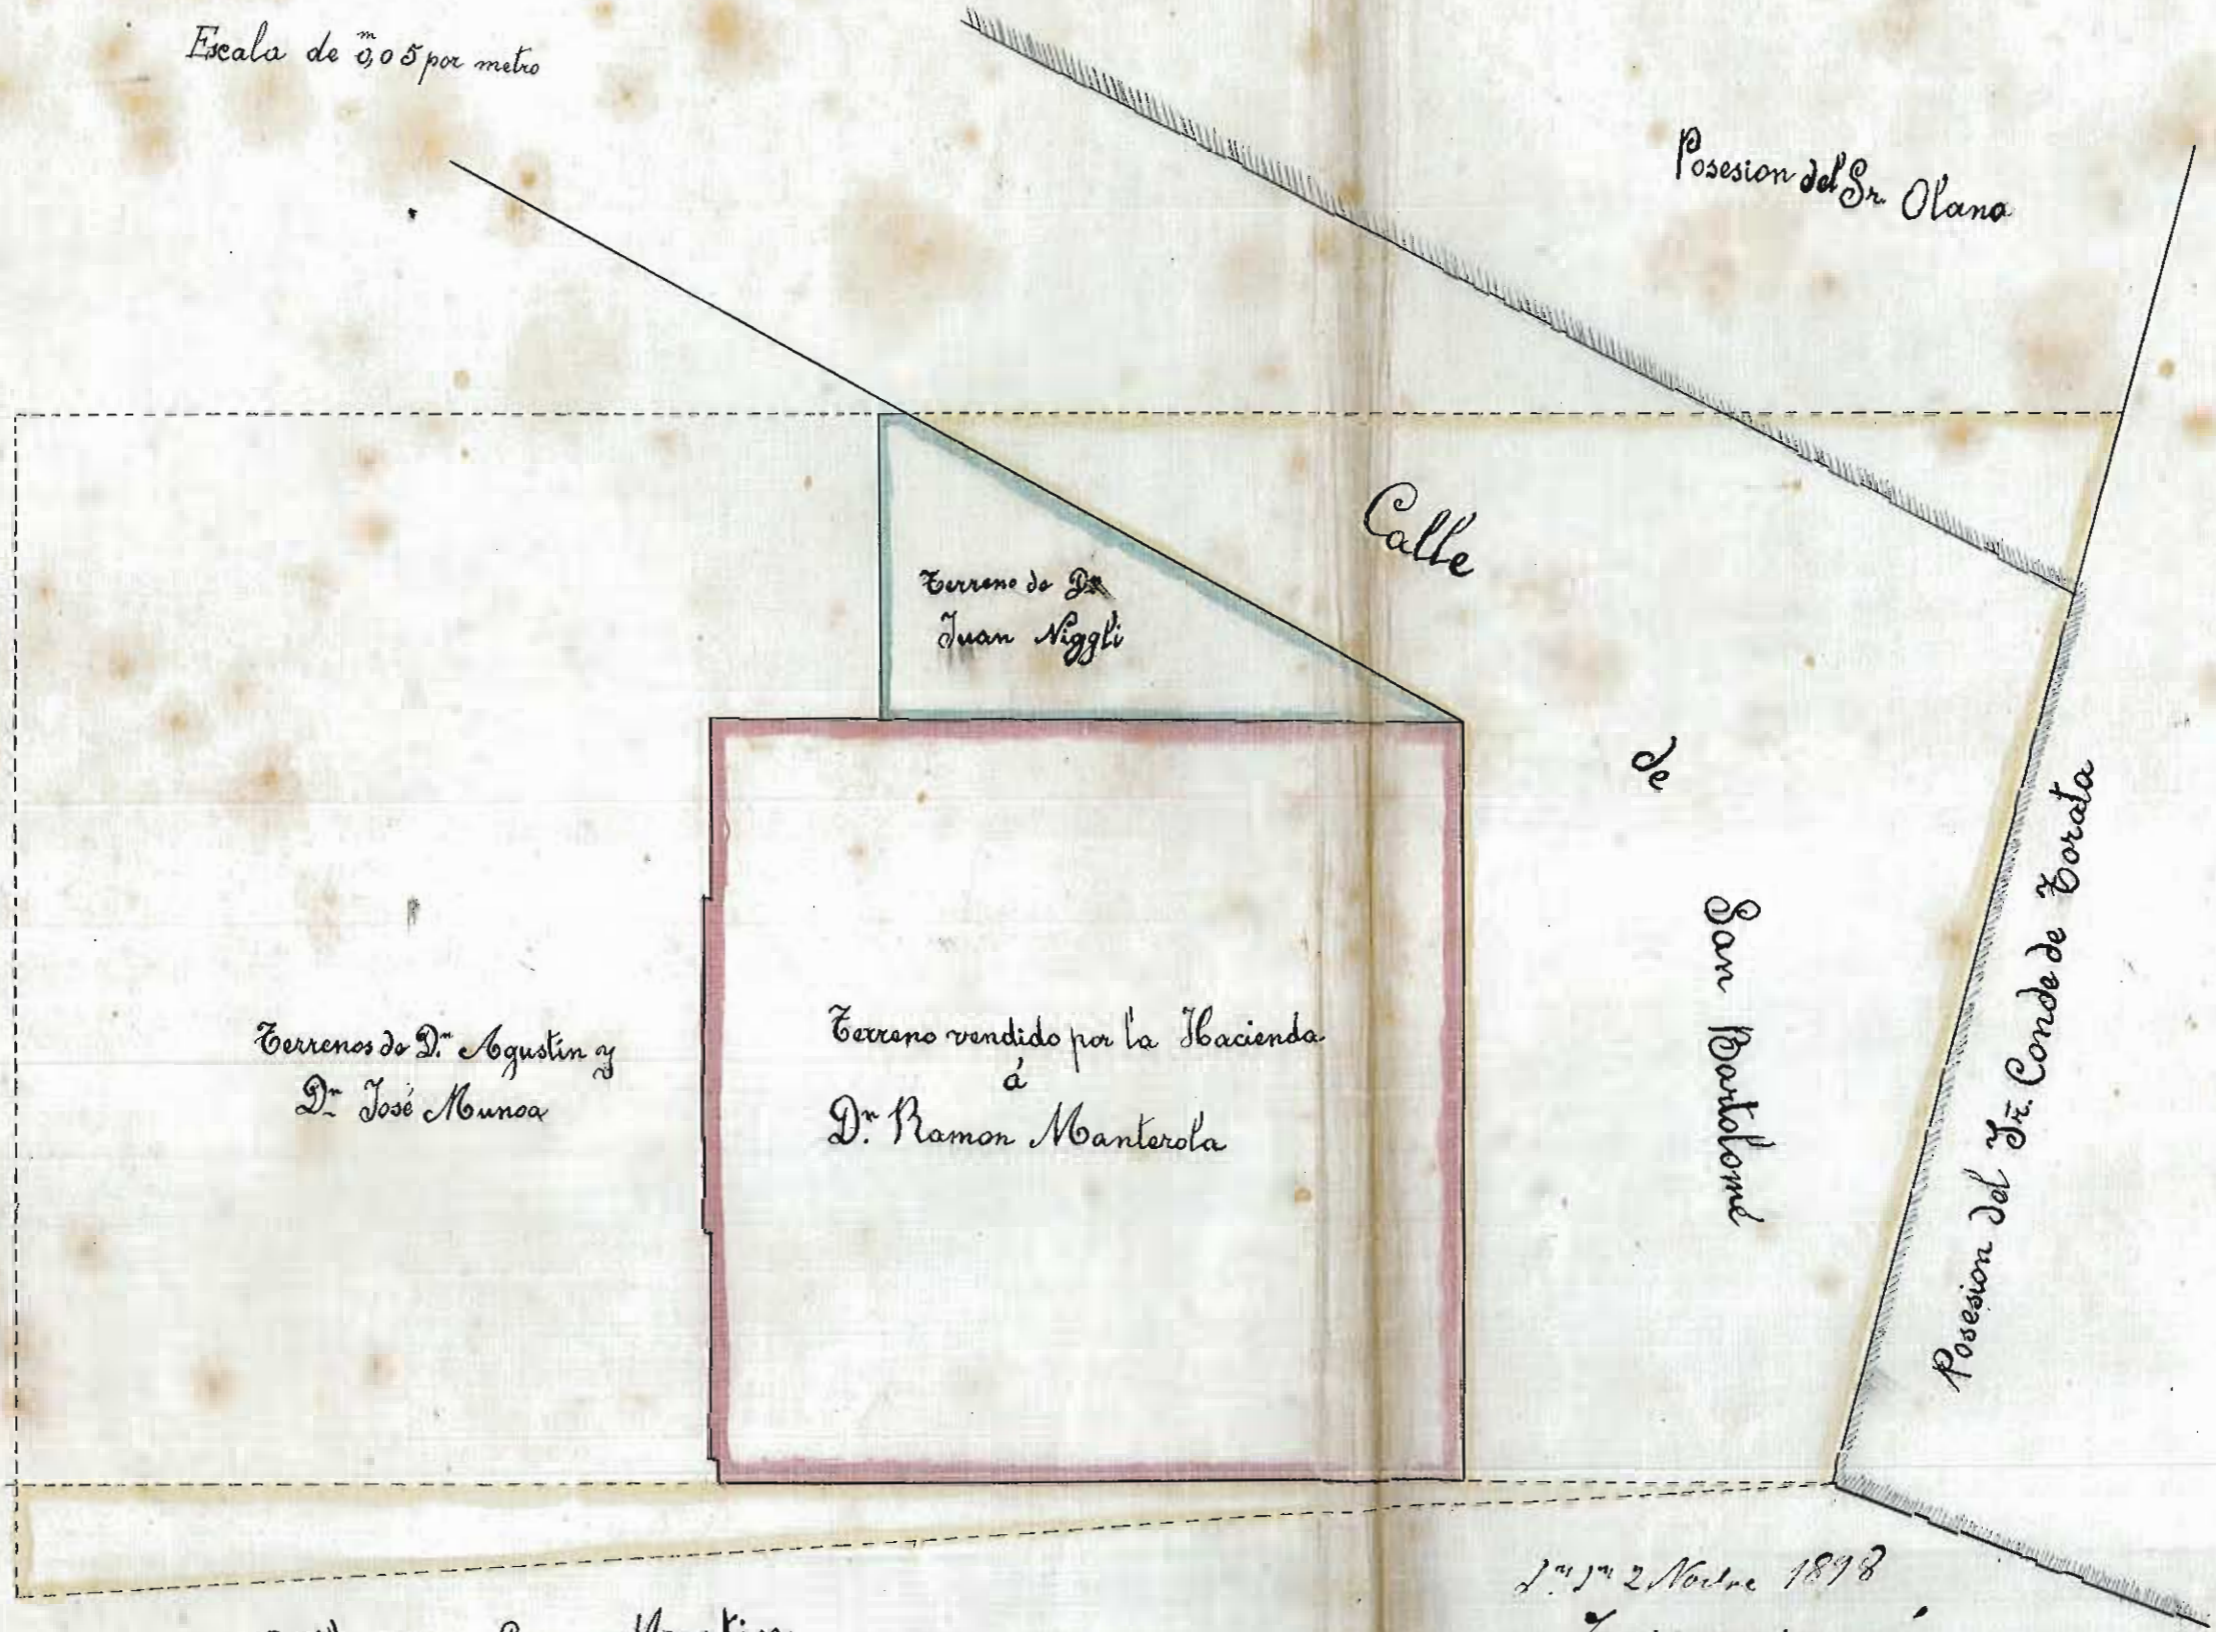 Escala de 0,05 por metro
Posesion del Sr. Olano
Calle
de
San Bartolomé
Terreno de Dn
Juan Niggli
Posesion del Sr. Conde de Torata
Terrenos de Dn Agustin y
Dn José Munoa
Terreno vendido por la Hacienda
á
Dn Ramon Manterola
2 Novbre 1898
San Martin